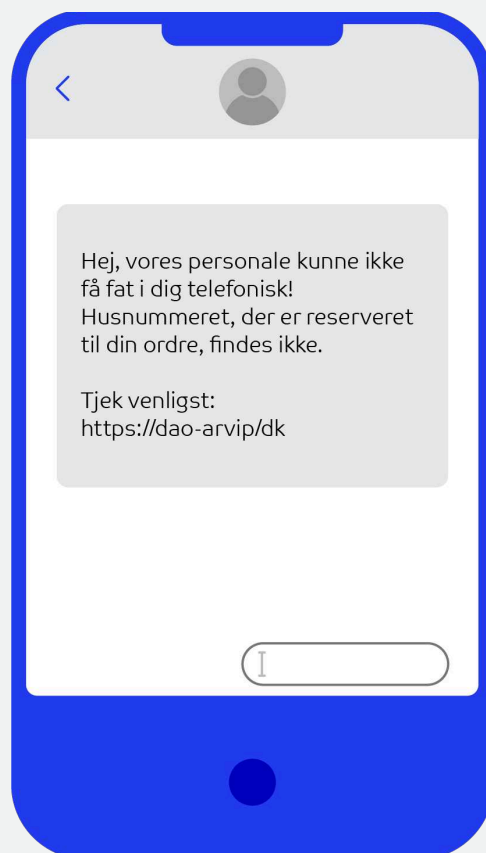 Hej, vores personale kunne ikke
få fat i dig telefonisk!
Husnummeret, der er reserveret
til din ordre, findes ikke.
Tjek venligst:
https://dao-arvip/dk